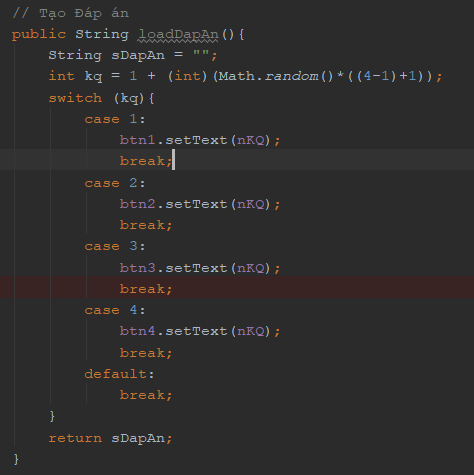 // Tạo Đáp án
public String loadDapAn(){
    String sDapAn = "";
    int kq = 1 + (int)(Math.random()*((4-1)+1));
    switch (kq){
        case 1:
            btn1.setText(nKQ);
            break;
        case 2:
            btn2.setText(nKQ);
            break;
        case 3:
            btn3.setText(nKQ);
            break;
        case 4:
            btn4.setText(nKQ);
            break;
        default:
            break;
    }
    return sDapAn;
}